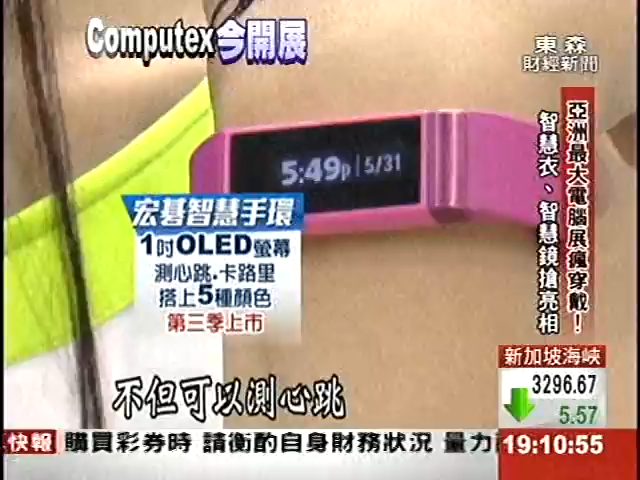 Computex今開展
東森
財經新聞
亞洲最大電腦展瘋穿戴！
智慧衣、智慧鏡搶亮相
5:49p | 5/31
宏碁智慧手環
1吋OLED螢幕
測心跳.卡路里
搭上5種顏色
第三季上市
新加坡海峽
3296.67
5.57
不但可以測心跳
快報 購買彩券時 請衡酌自身財務狀況 量力
19:10:55